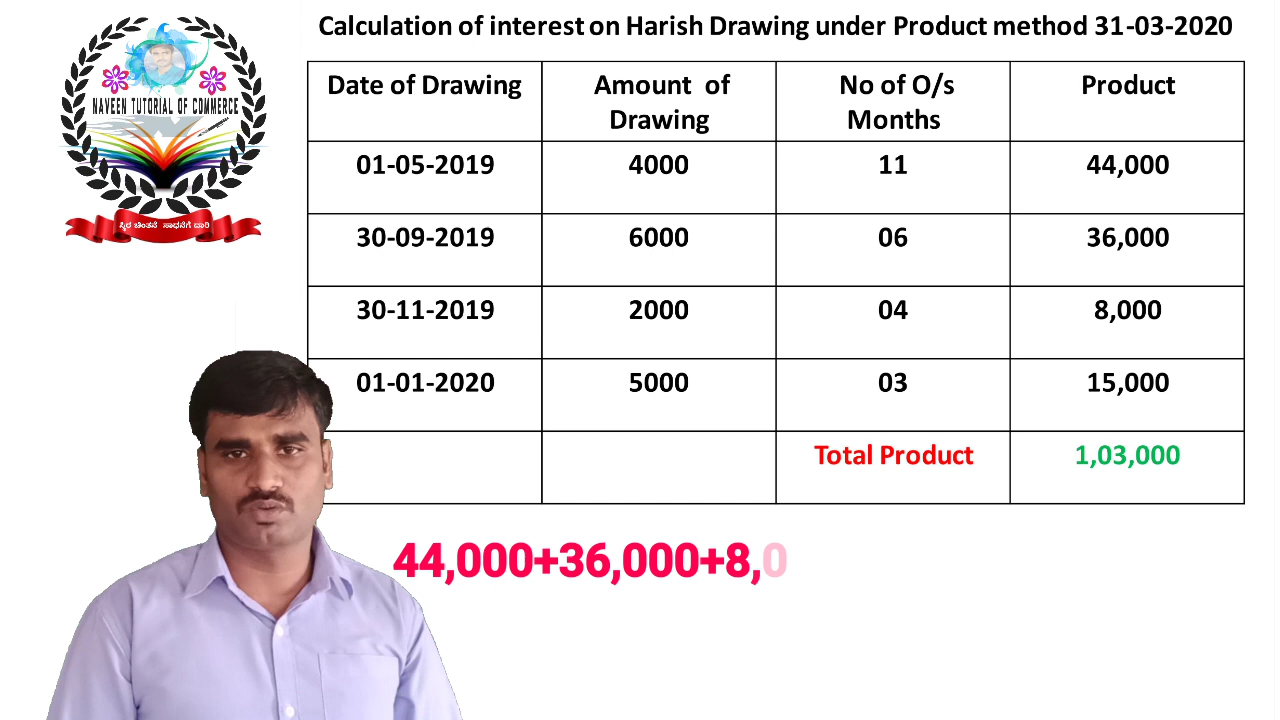 Calculation of interest on Harish Drawing under Product method 31-03-2020
NAVEEN TUTORIAL OF COMMERCE
ಸ್ಥಿರ ಚಿಂತನೆ ಸಾಧನೆಗೆ ದಾರಿ
Date of Drawing Amount of Drawing No of O/s Months Product
01-05-2019 4000 11 44,000
30-09-2019 6000 06 36,000
30-11-2019 2000 04 8,000
01-01-2020 5000 03 15,000
Total Product 1,03,000
44,000+36,000+8,0